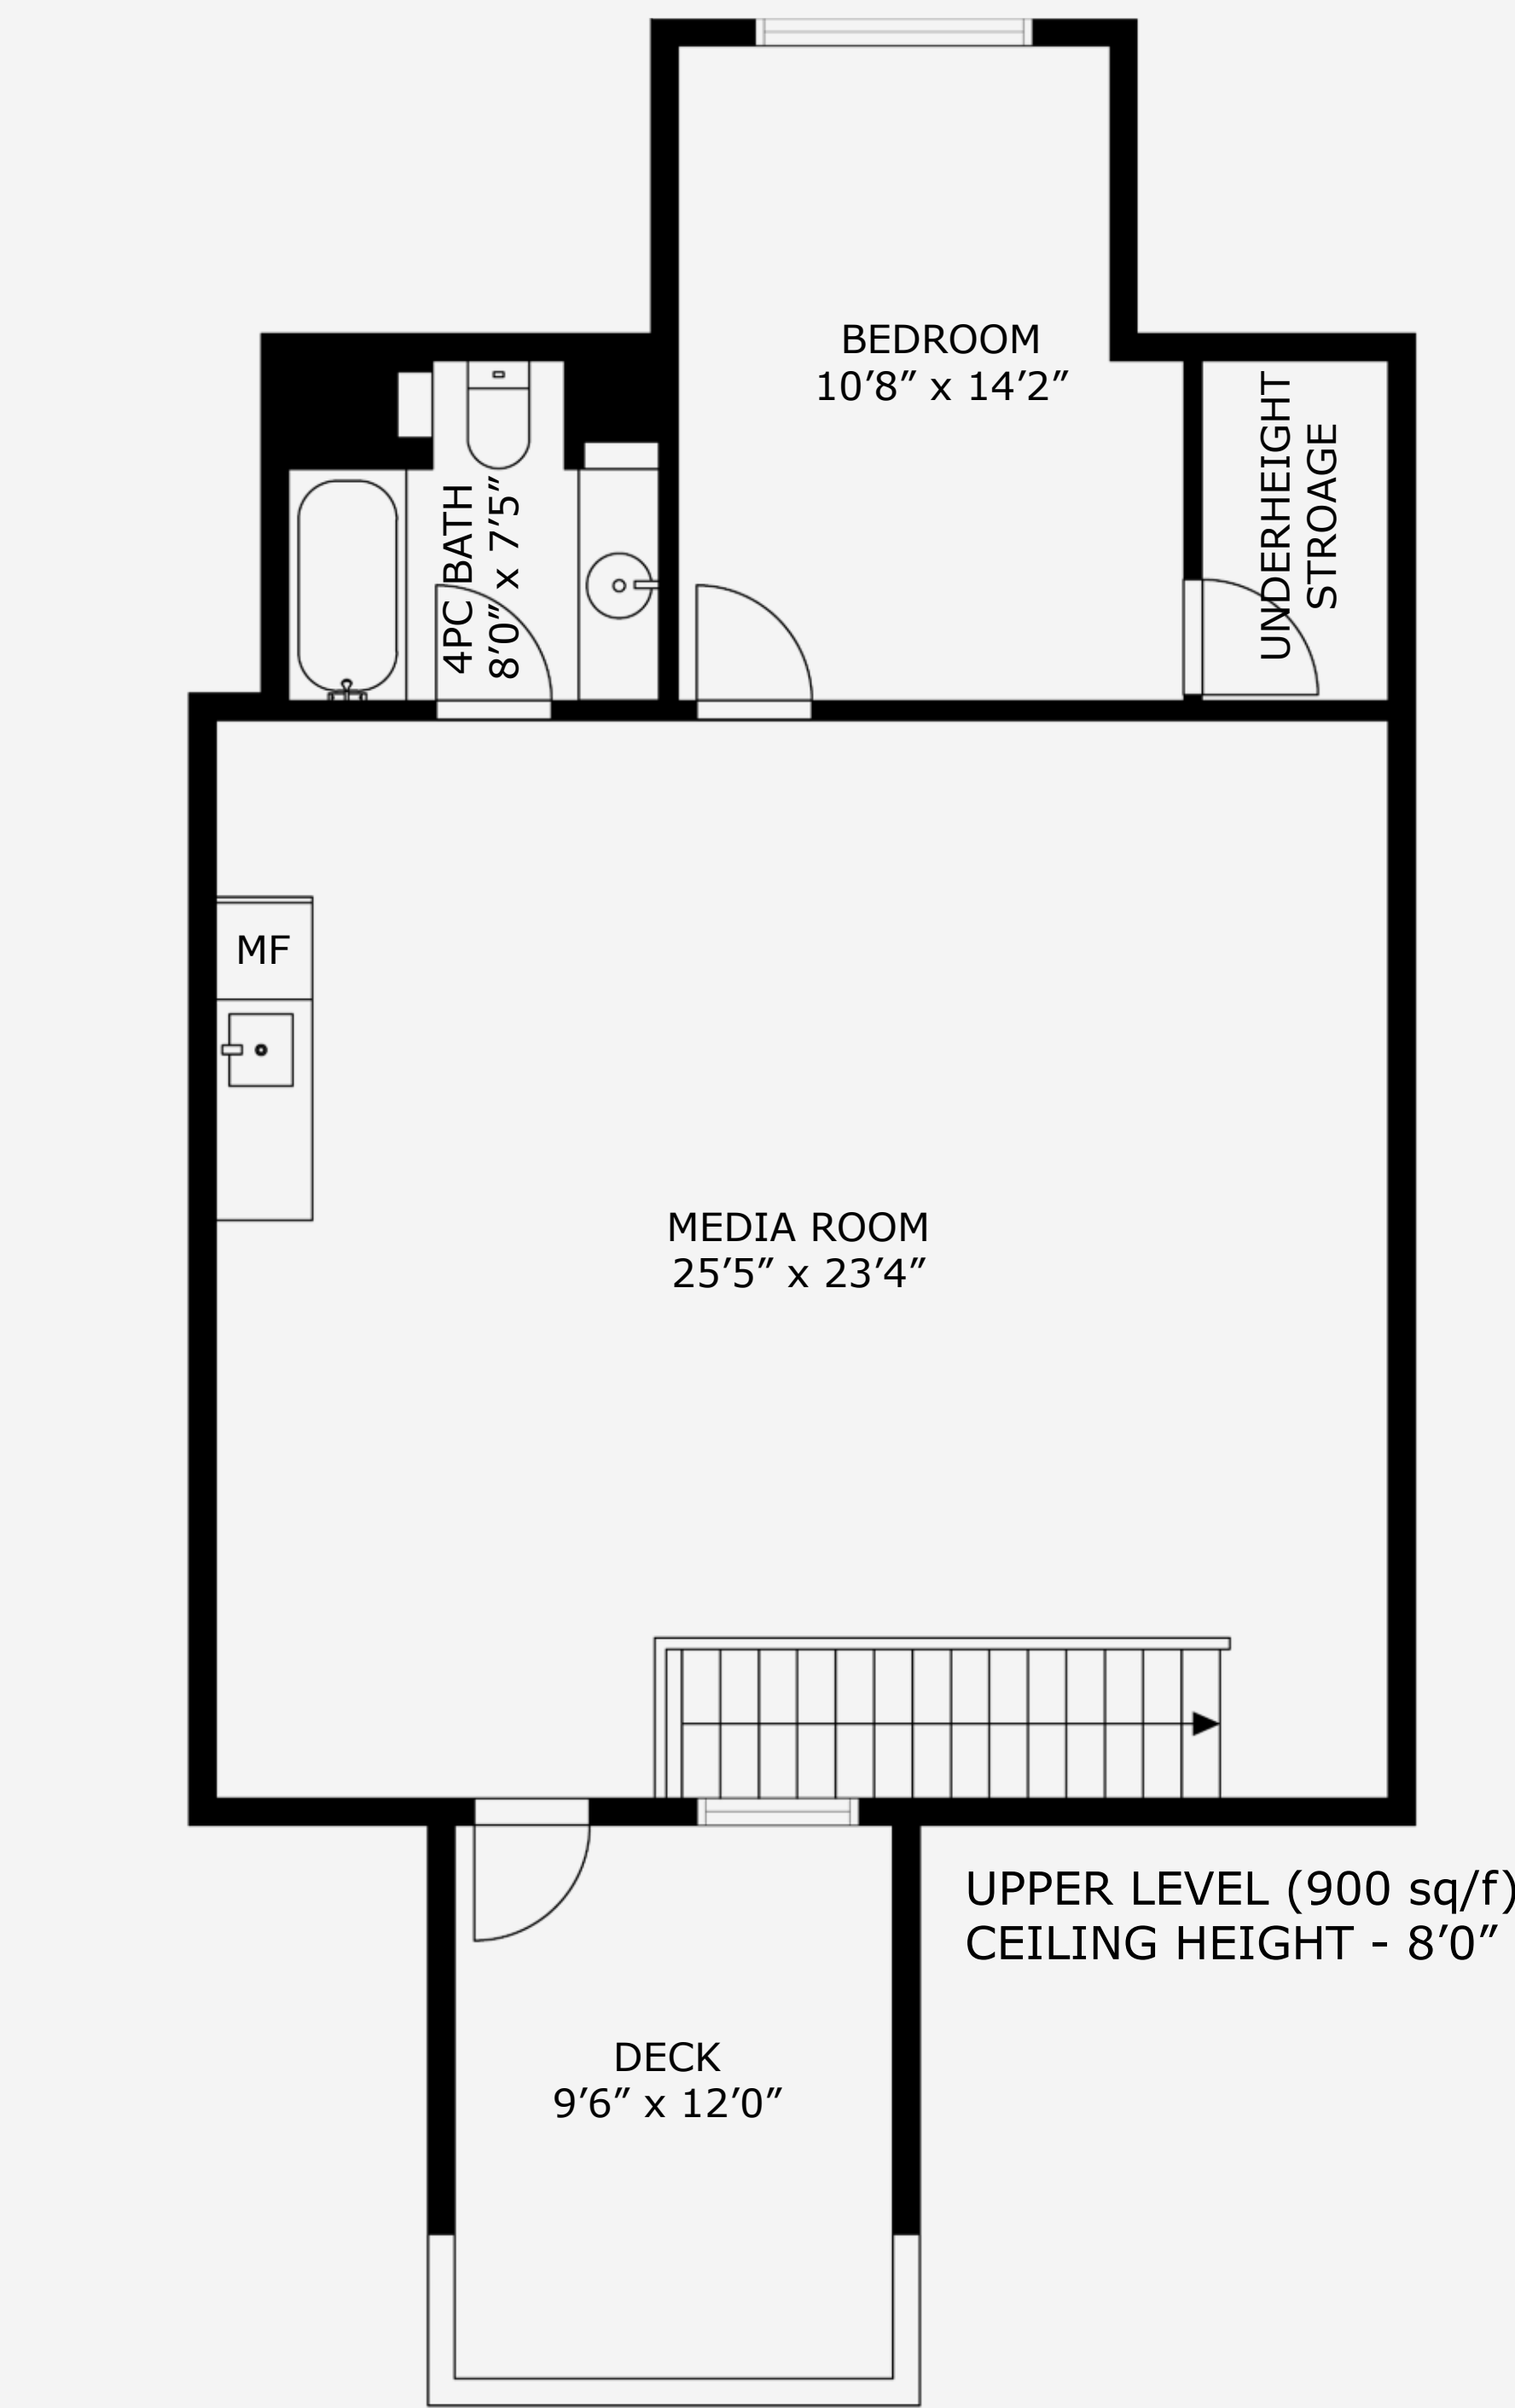 BEDROOM
10′8″ x 14′2″
UNDERHEIGHT
STROAGE
4PC BATH
8′0″ x 7′5″
MF
MEDIA ROOM
25′5″ x 23′4″
UPPER LEVEL (900 sq/f)
CEILING HEIGHT - 8′0″
DECK
9′6″ x 12′0″